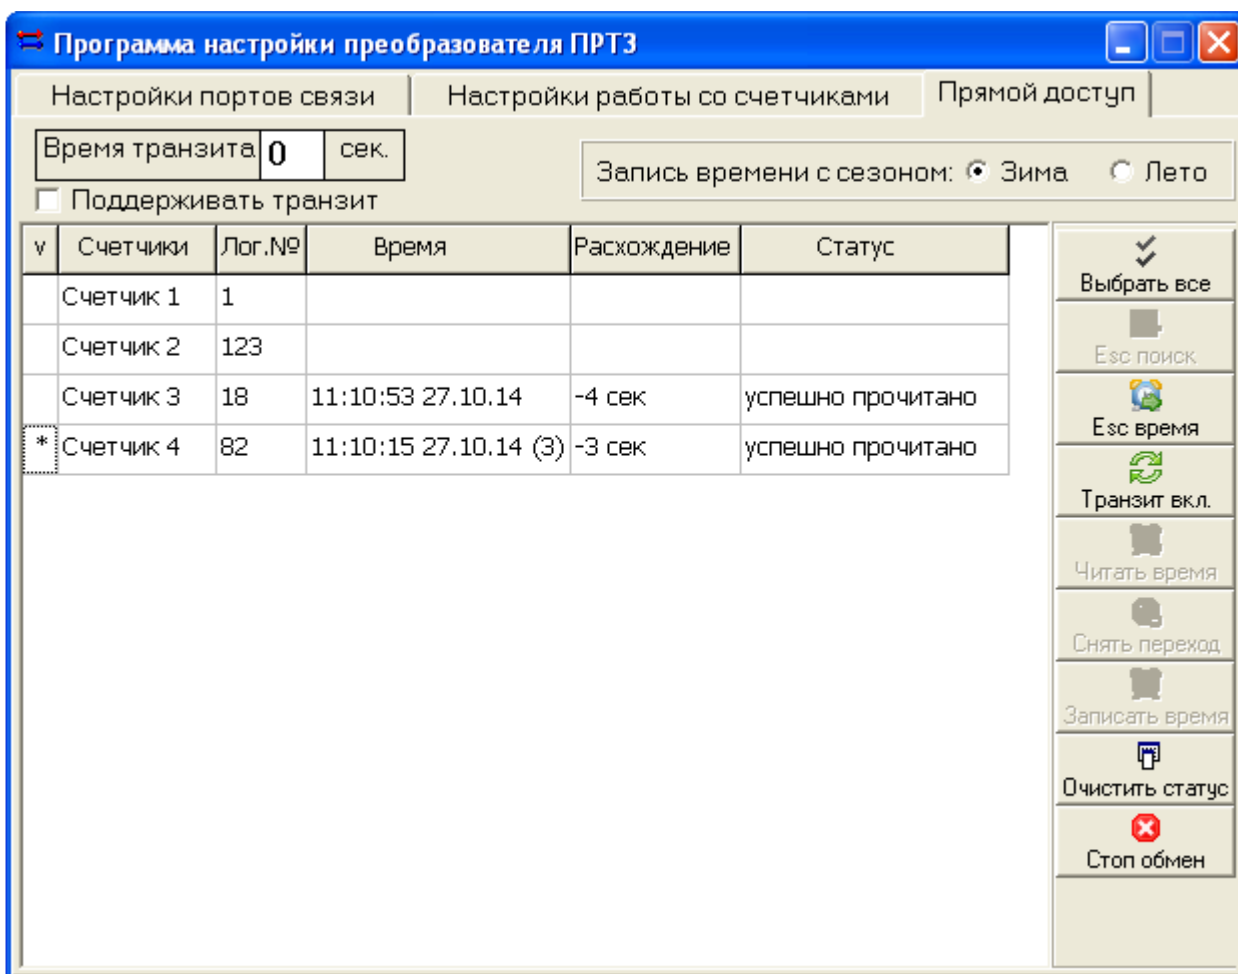 Программа настройки преобразователя ПРТЗ
Настройки портов связи Настройки работы со счетчиками Прямой доступ
Время транзита 0 сек.
Запись времени с сезоном: Зима Лето
Поддерживать транзит
v Счетчики Лог.№ Время Расхождение Статус
Счетчик 1 1
Счетчик 2 123
Счетчик 3 18 11:10:53 27.10.14 -4 сек успешно прочитано
* Счетчик 4 82 11:10:15 27.10.14 (3) -3 сек успешно прочитано
Выбрать все
Esc поиск
Esc время
Транзит вкл.
Читать время
Снять переход
Записать время
Очистить статус
Стоп обмен